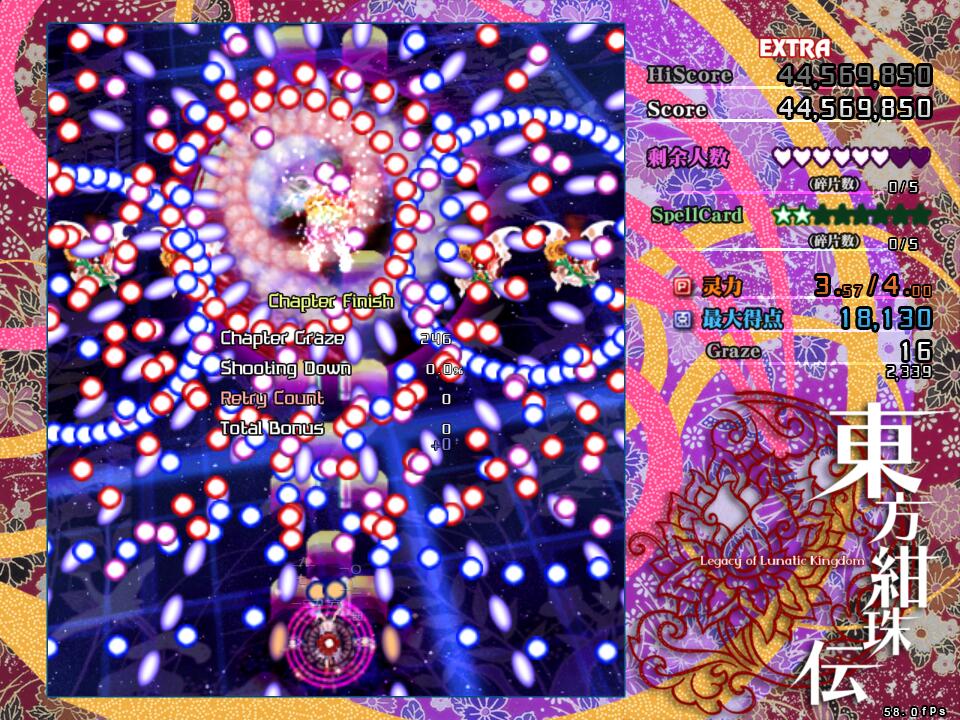 EXTRA
HiScore 44,569,850
Score 44,569,850
剩余人数
(碎片数) 0/5
SpellCard
(碎片数) 0/5
P 灵力 3.57/4.00
最大得点 18,130
Graze 16
2,339
Chapter Finish
Chapter Graze 246
Shooting Down 0.0%
Retry Count 0
Total Bonus 0
+0
東方紺珠伝
Legacy of Lunatic Kingdom
58.0fps